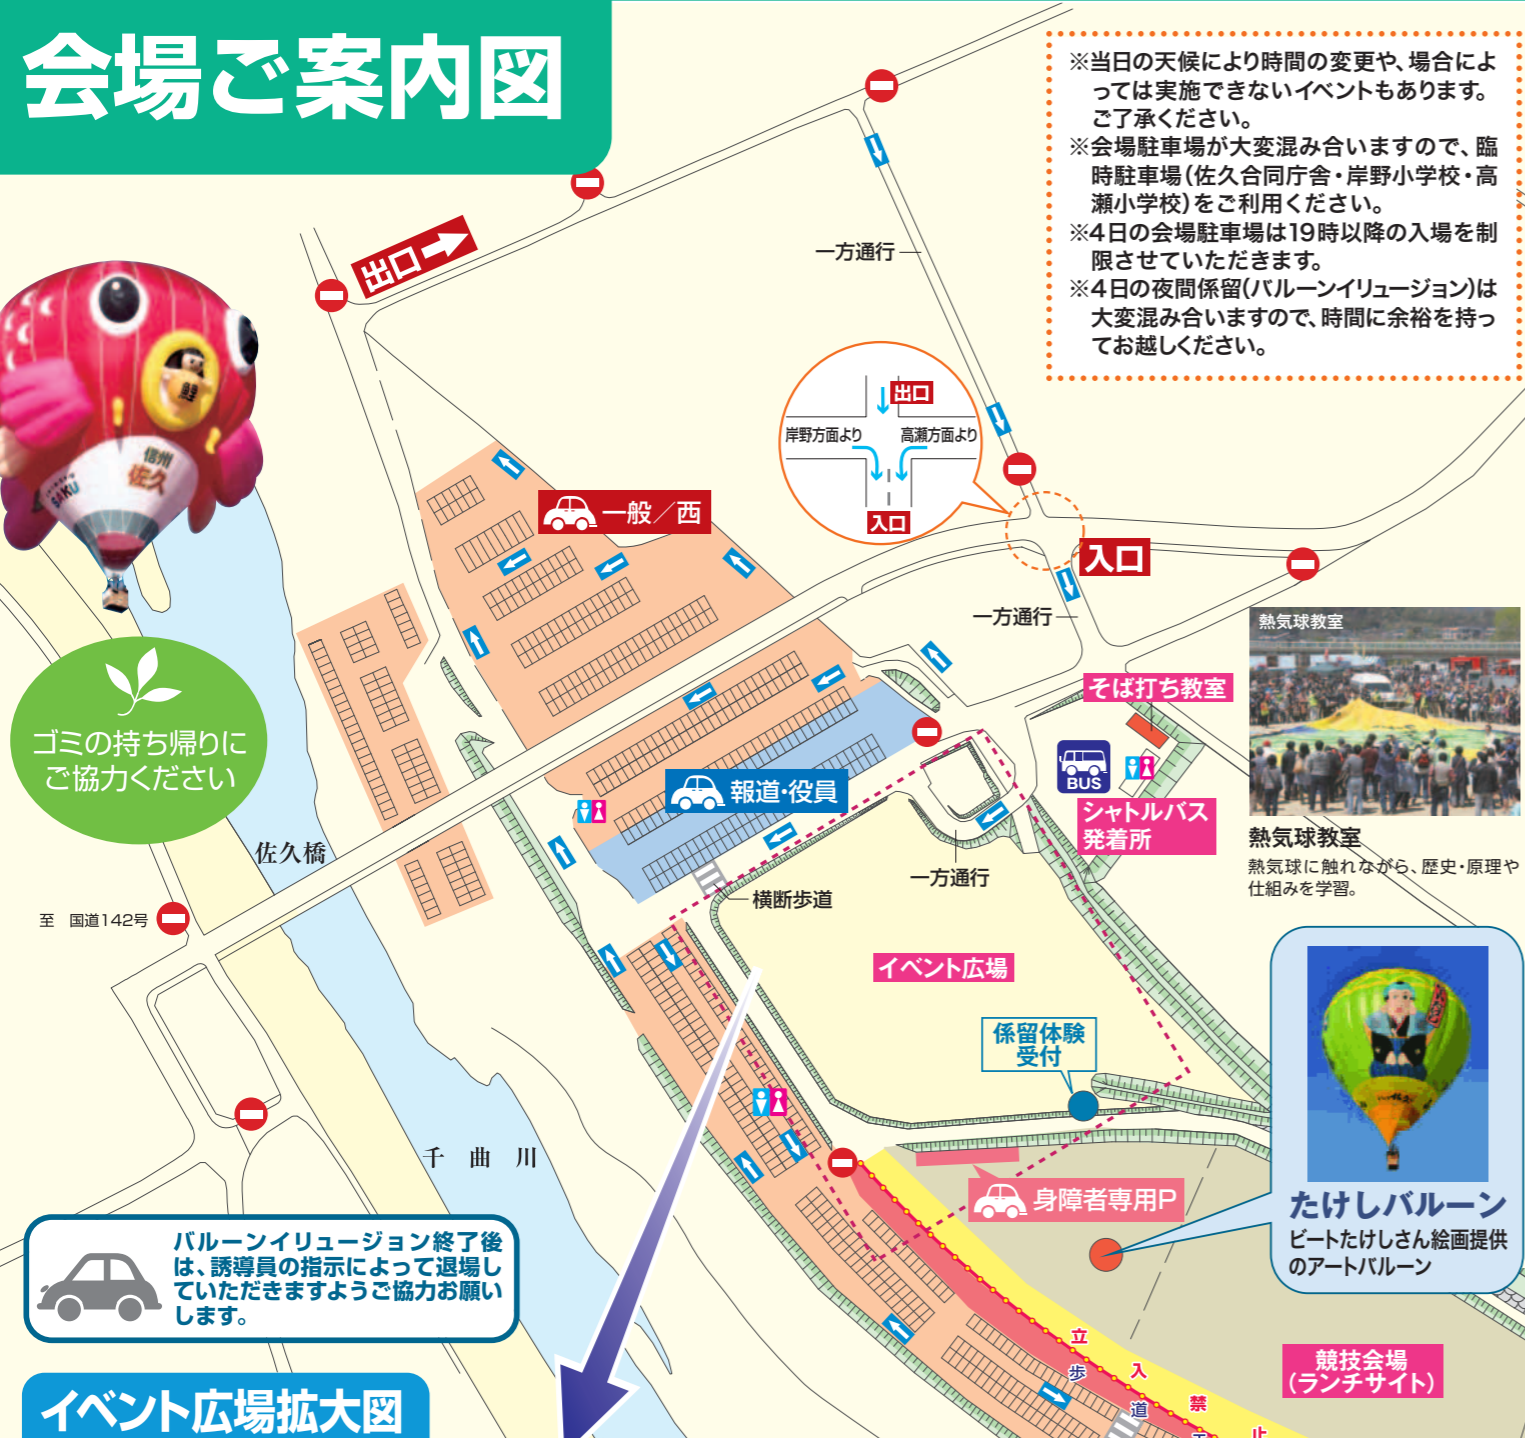 会場ご案内図
※当日の天候により時間の変更や、場合によ
っては実施できないイベントもあります。
ご了承ください。
※会場駐車場が大変混み合いますので、臨
時駐車場(佐久合同庁舎・岸野小学校・高
瀬小学校)をご利用ください。
※4日の会場駐車場は19時以降の入場を制
限させていただきます。
※4日の夜間係留(バルーンイリュージョン)は
大変混み合いますので、時間に余裕を持っ
てお越しください。
出口
一方通行
出口
岸野方面より
高瀬方面より
入口
入口
一方通行
鯉
信州
佐久
SAKU
一般／西
ゴミの持ち帰りに
ご協力ください
熱気球教室
そば打ち教室
BUS
シャトルバス
発着所
熱気球教室
熱気球に触れながら、歴史・原理や
仕組みを学習。
報道・役員
佐久橋
至 国道142号
横断歩道
一方通行
イベント広場
係留体験
受付
千曲川
身障者専用P
たけしバルーン
ビートたけしさん絵画提供
のアートバルーン
バルーンイリュージョン終了後
は、誘導員の指示によって退場し
ていただきますようご協力お願い
します。
競技会場
(ランチサイト)
立入禁止
歩道
イベント広場拡大図